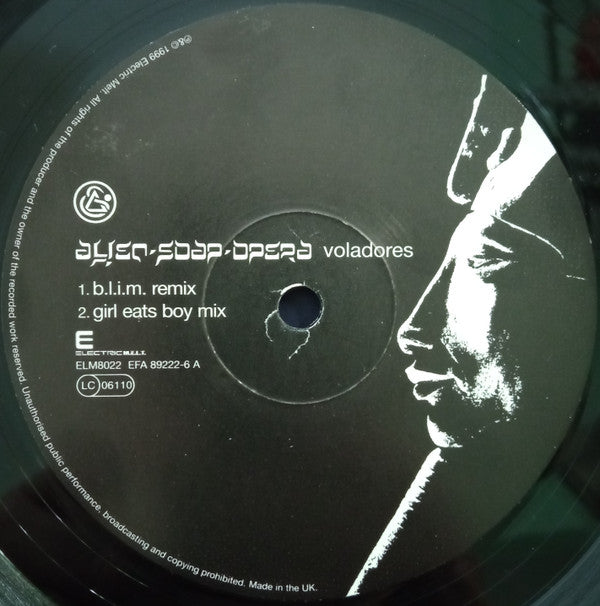 ℗&© 1999 Electric Melt. All rights of the producer and the owner of the recorded work reserved. Unauthorised public performance, broadcasting and copying prohibited. Made in the UK.
alien-soap-opera voladores
1. b.l.i.m. remix
2. girl eats boy mix
E
ELECTRIC M.E.L.T.
ELM8022 EFA 89222-6 A
LC 06110